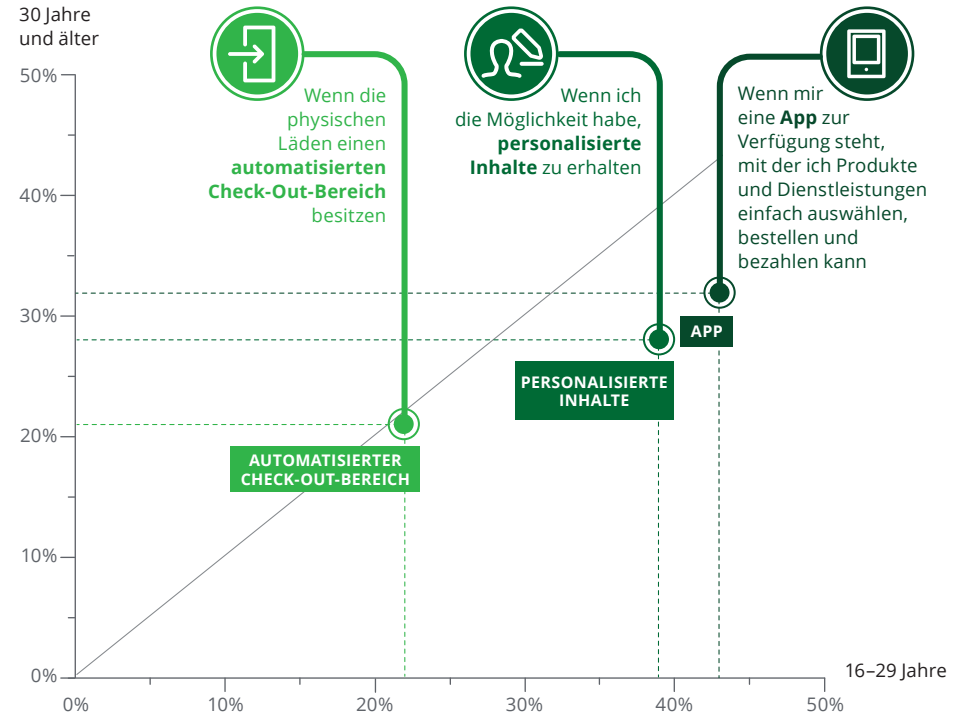 30 Jahre
und älter
50%
40%
30%
20%
10%
0%
Wenn die
physischen
Läden einen
automatisierten
Check-Out-Bereich
besitzen
Wenn ich
die Möglichkeit habe,
personalisierte
Inhalte zu erhalten
Wenn mir
eine App zur
Verfügung steht,
mit der ich Produkte
und Dienstleistungen
einfach auswählen,
bestellen und
bezahlen kann
APP
PERSONALISIERTE
INHALTE
AUTOMATISIERTER
CHECK-OUT-BEREICH
16–29 Jahre
0%
10%
20%
30%
40%
50%